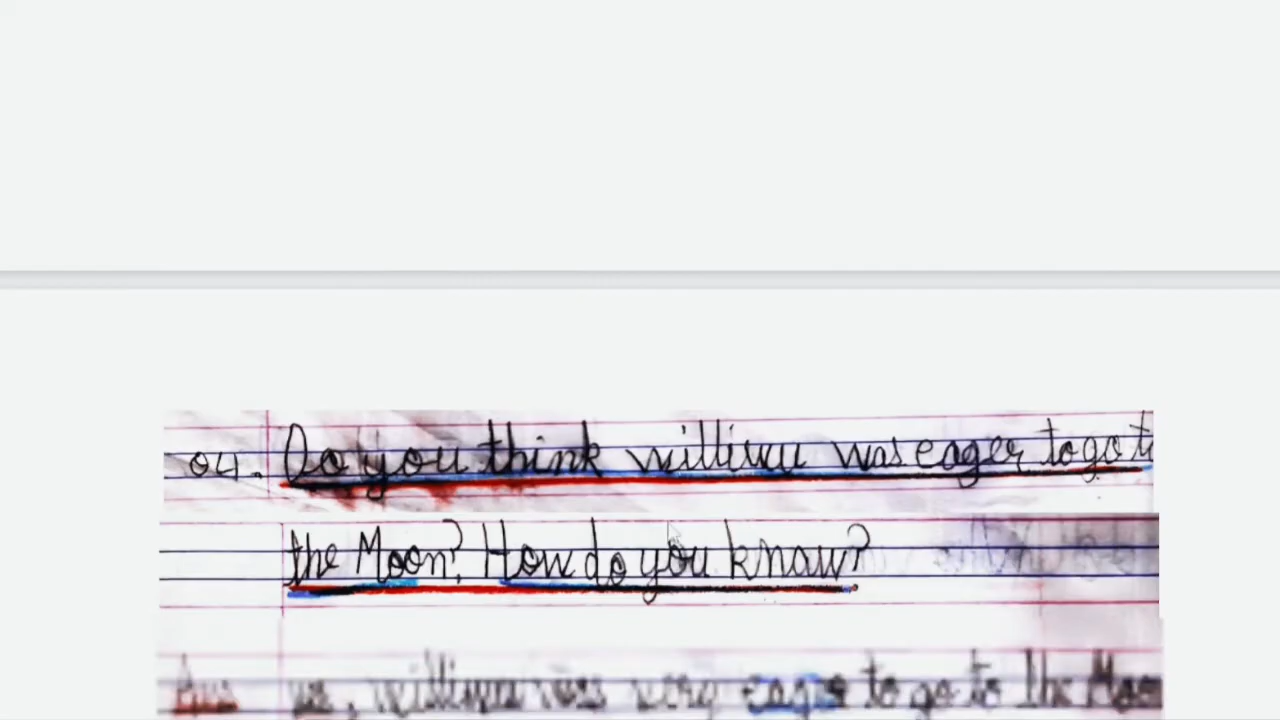 04. Do you think william was eager to go t
the Moon? How do you know?
Ans yes, william was very eager to go to the Moo